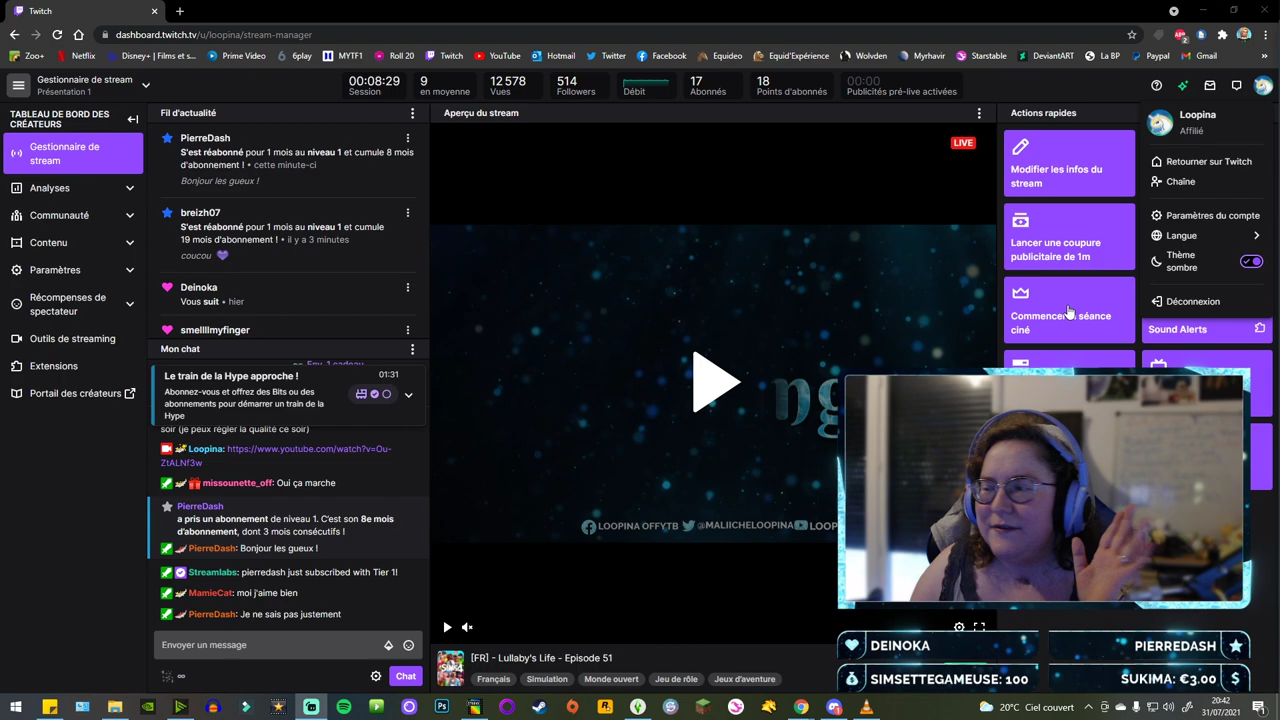 Twitch
dashboard.twitch.tv/u/loopina/stream-manager
Zoo+ Netflix Disney+ | Films et s... Prime Video 6play MYTF1 Roll 20 Twitch YouTube Hotmail Twitter Facebook Equideo Equid'Expérience Wolvden Myrhavir Starstable DeviantART La BP Paypal Gmail »
Gestionnaire de stream
Présentation 1
00:08:29
Session
9
en moyenne
12 578
Vues
514
Followers
Débit
17
Abonnés
18
Points d'abonnés
00:00
Publicités pré-live activées
TABLEAU DE BORD DES
CRÉATEURS
Gestionnaire de
stream
Analyses
Communauté
Contenu
Paramètres
Récompenses de
spectateur
Outils de streaming
Extensions
Portail des créateurs
Fil d'actualité
PierreDash
S'est réabonné pour 1 mois au niveau 1 et cumule 8 mois
d'abonnement ! • cette minute-ci
Bonjour les gueux !
breizh07
S'est réabonné pour 1 mois au niveau 1 et cumule
19 mois d'abonnement ! • il y a 3 minutes
coucou
Deinoka
Vous suit • hier
smellllmyfinger
Mon chat
Le train de la Hype approche !
01:31
Abonnez-vous et offrez des Bits ou des
abonnements pour démarrer un train de la
Hype
soir (je peux régler la qualité ce soir)
Loopina: https://www.youtube.com/watch?v=Ou-
ZtALNf3w
missounette_off: Oui ça marche
PierreDash
a pris un abonnement de niveau 1. C'est son 8e mois
d'abonnement, dont 3 mois consécutifs !
PierreDash: Bonjour les gueux !
Streamlabs: pierredash just subscribed with Tier 1!
MamieCat: moi j'aime bien
PierreDash: Je ne sais pas justement
Envoyer un message
Chat
Aperçu du stream
LIVE
LOOPINA OFFYTB @MALIICHELOOPINA
[FR] - Lullaby's Life - Episode 51
Français Simulation Monde ouvert Jeu de rôle Jeux d'aventure
Actions rapides
Modifier les infos du
stream
Lancer une coupure
publicitaire de 1m
séance
ciné
Loopina
Affilié
Retourner sur Twitch
Chaîne
Paramètres du compte
Langue
Thème
sombre
Déconnexion
Sound Alerts
DEINOKA
PIERREDASH
SIMSETTEGAMEUSE: 100
SUKIMA: €3.00
20°C Ciel couvert
20:42
31/07/2021